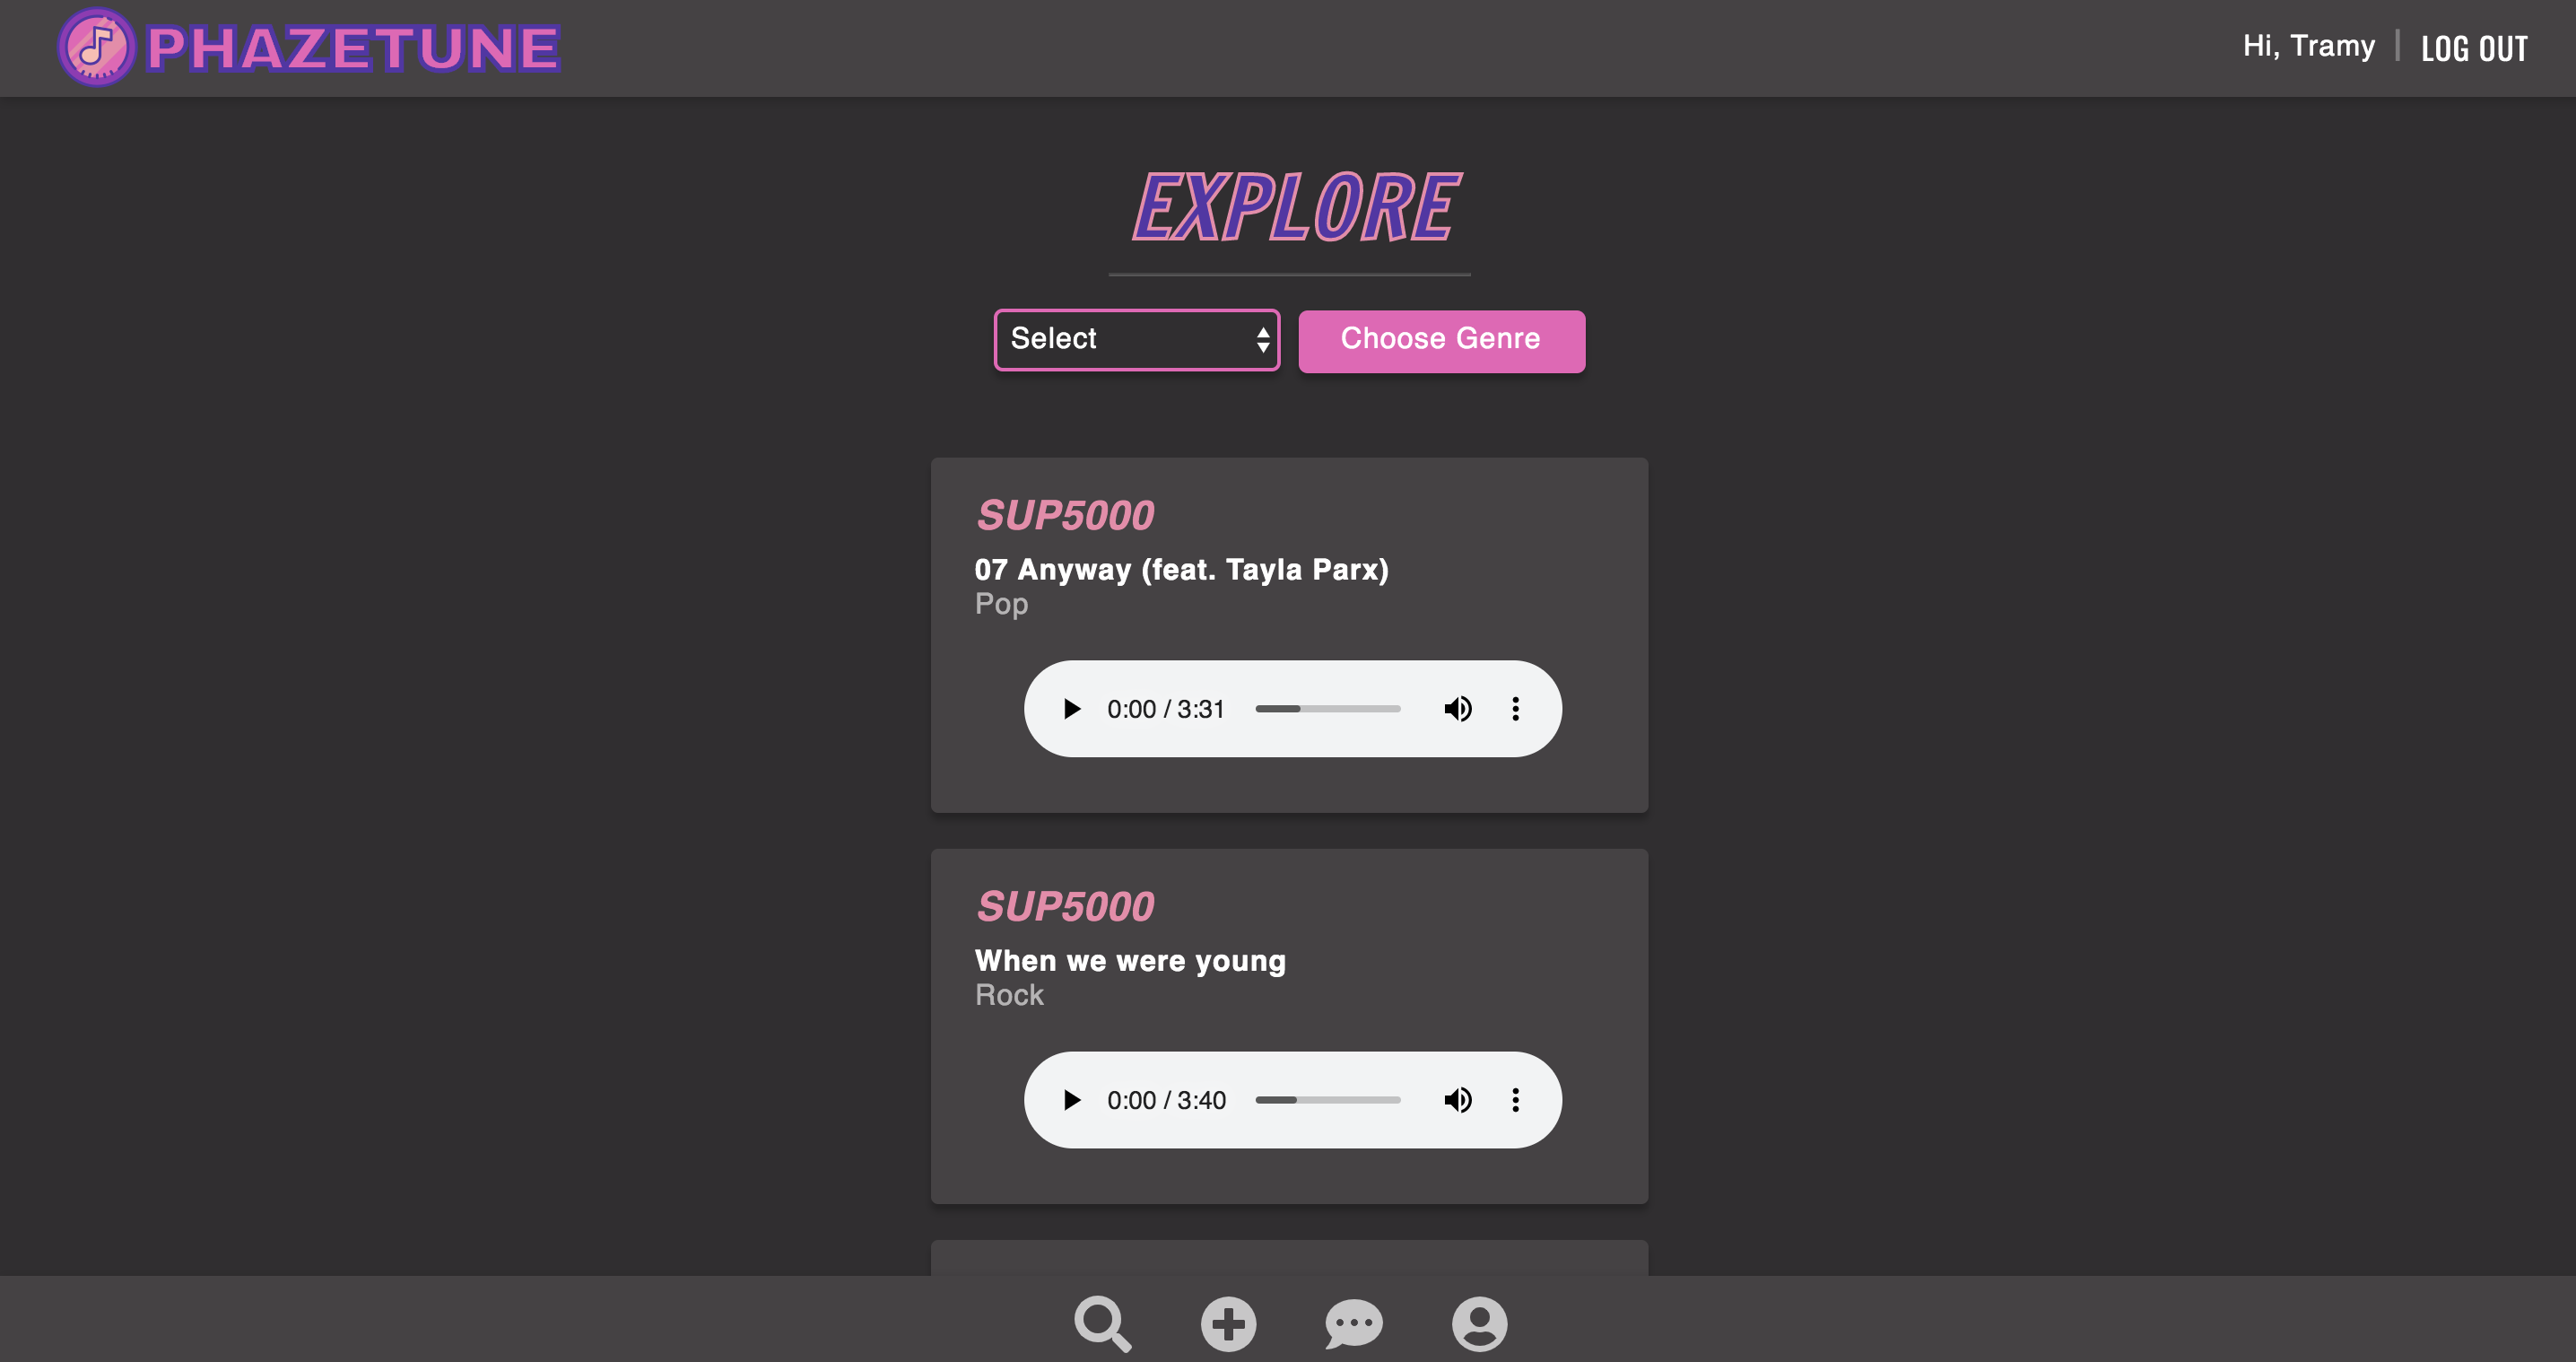 PHAZETUNE
Hi, Tramy | LOG OUT
EXPLORE
Select
Choose Genre
SUP5000
07 Anyway (feat. Tayla Parx)
Pop
0:00 / 3:31
SUP5000
When we were young
Rock
0:00 / 3:40